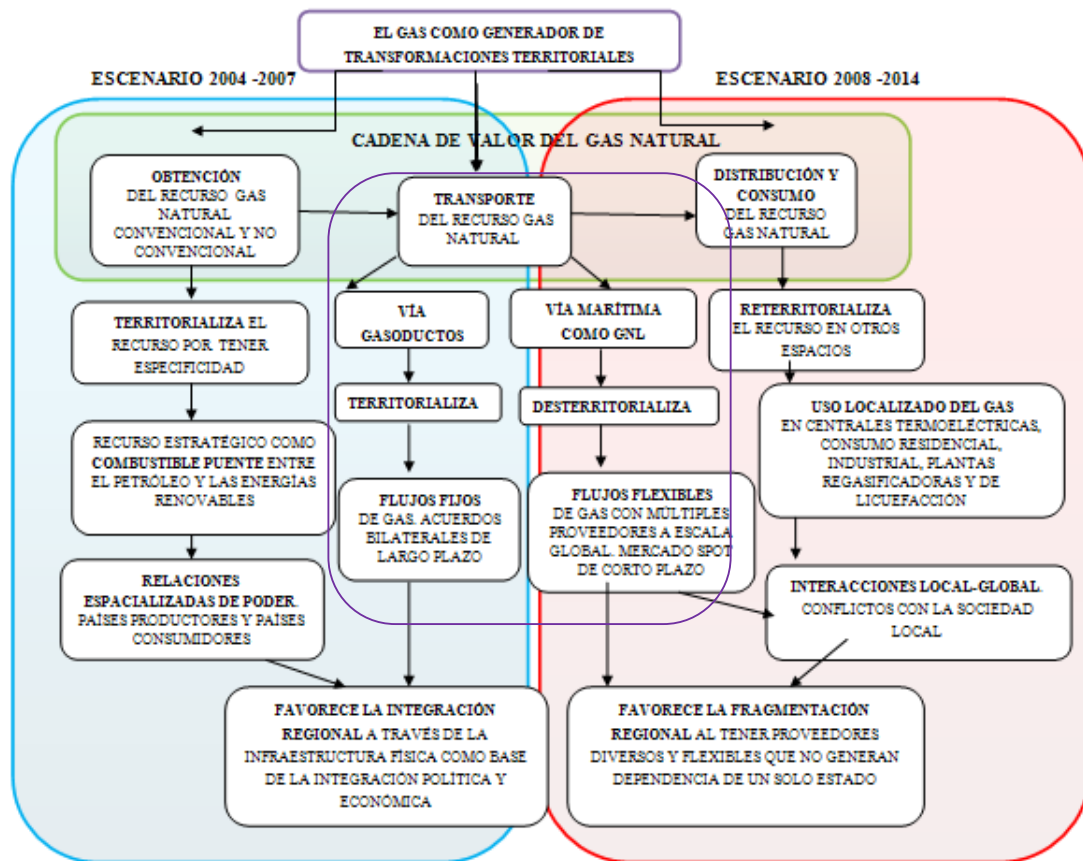 EL GAS COMO GENERADOR DE
TRANSFORMACIONES TERRITORIALES
ESCENARIO 2004 -2007
ESCENARIO 2008 -2014
CADENA DE VALOR DEL GAS NATURAL
OBTENCIÓN
DEL RECURSO GAS
NATURAL
CONVENCIONAL Y NO
CONVENCIONAL
TRANSPORTE
DEL RECURSO GAS
NATURAL
DISTRIBUCIÓN Y
CONSUMO
DEL RECURSO
GAS NATURAL
TERRITORIALIZA EL
RECURSO POR TENER
ESPECIFICIDAD
VÍA
GASODUCTOS
VÍA MARÍTIMA
COMO GNL
RETERRITORIALIZA
EL RECURSO EN OTROS
ESPACIOS
TERRITORIALIZA
DESTERRITORIALIZA
USO LOCALIZADO DEL GAS
EN CENTRALES TERMOELÉCTRICAS,
CONSUMO RESIDENCIAL,
INDUSTRIAL, PLANTAS
REGASIFICADORAS Y DE
LICUEFACCIÓN
RECURSO ESTRATÉGICO COMO
COMBUSTIBLE PUENTE ENTRE
EL PETRÓLEO Y LAS ENERGÍAS
RENOVABLES
FLUJOS FIJOS
DE GAS. ACUERDOS
BILATERALES DE
LARGO PLAZO
FLUJOS FLEXIBLES
DE GAS CON MÚLTIPLES
PROVEEDORES A ESCALA
GLOBAL. MERCADO SPOT
DE CORTO PLAZO
RELACIONES
ESPACIALIZADAS DE PODER.
PAÍSES PRODUCTORES Y PAÍSES
CONSUMIDORES
INTERACCIONES LOCAL-GLOBAL.
CONFLICTOS CON LA SOCIEDAD
LOCAL
FAVORECE LA INTEGRACIÓN
REGIONAL A TRAVÉS DE LA
INFRAESTRUCTURA FÍSICA COMO BASE
DE LA INTEGRACIÓN POLÍTICA Y
ECONÓMICA
FAVORECE LA FRAGMENTACIÓN
REGIONAL AL TENER PROVEEDORES
DIVERSOS Y FLEXIBLES QUE NO GENERAN
DEPENDENCIA DE UN SOLO ESTADO